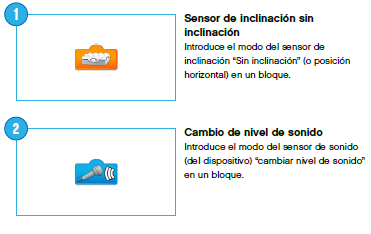 1
Sensor de inclinación sin
inclinación
Introduce el modo del sensor de
inclinación “Sin inclinación” (o posición
horizontal) en un bloque.
2
Cambio de nivel de sonido
Introduce el modo del sensor de sonido
(del dispositivo) “cambiar nivel de sonido”
en un bloque.